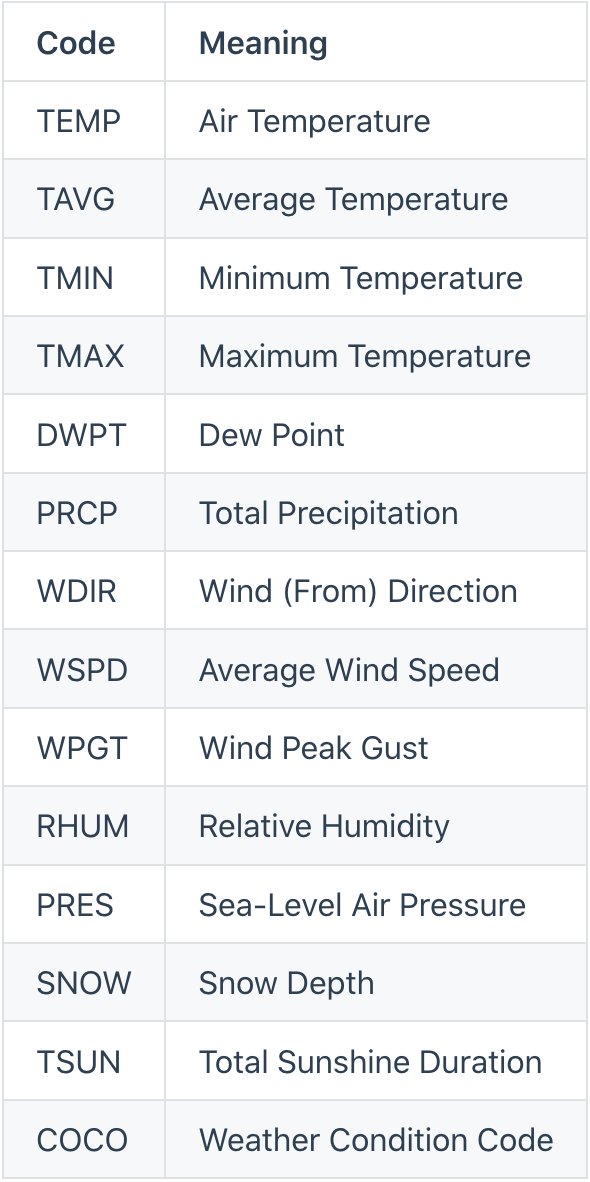 Code Meaning
TEMP Air Temperature
TAVG Average Temperature
TMIN Minimum Temperature
TMAX Maximum Temperature
DWPT Dew Point
PRCP Total Precipitation
WDIR Wind (From) Direction
WSPD Average Wind Speed
WPGT Wind Peak Gust
RHUM Relative Humidity
PRES Sea-Level Air Pressure
SNOW Snow Depth
TSUN Total Sunshine Duration
COCO Weather Condition Code